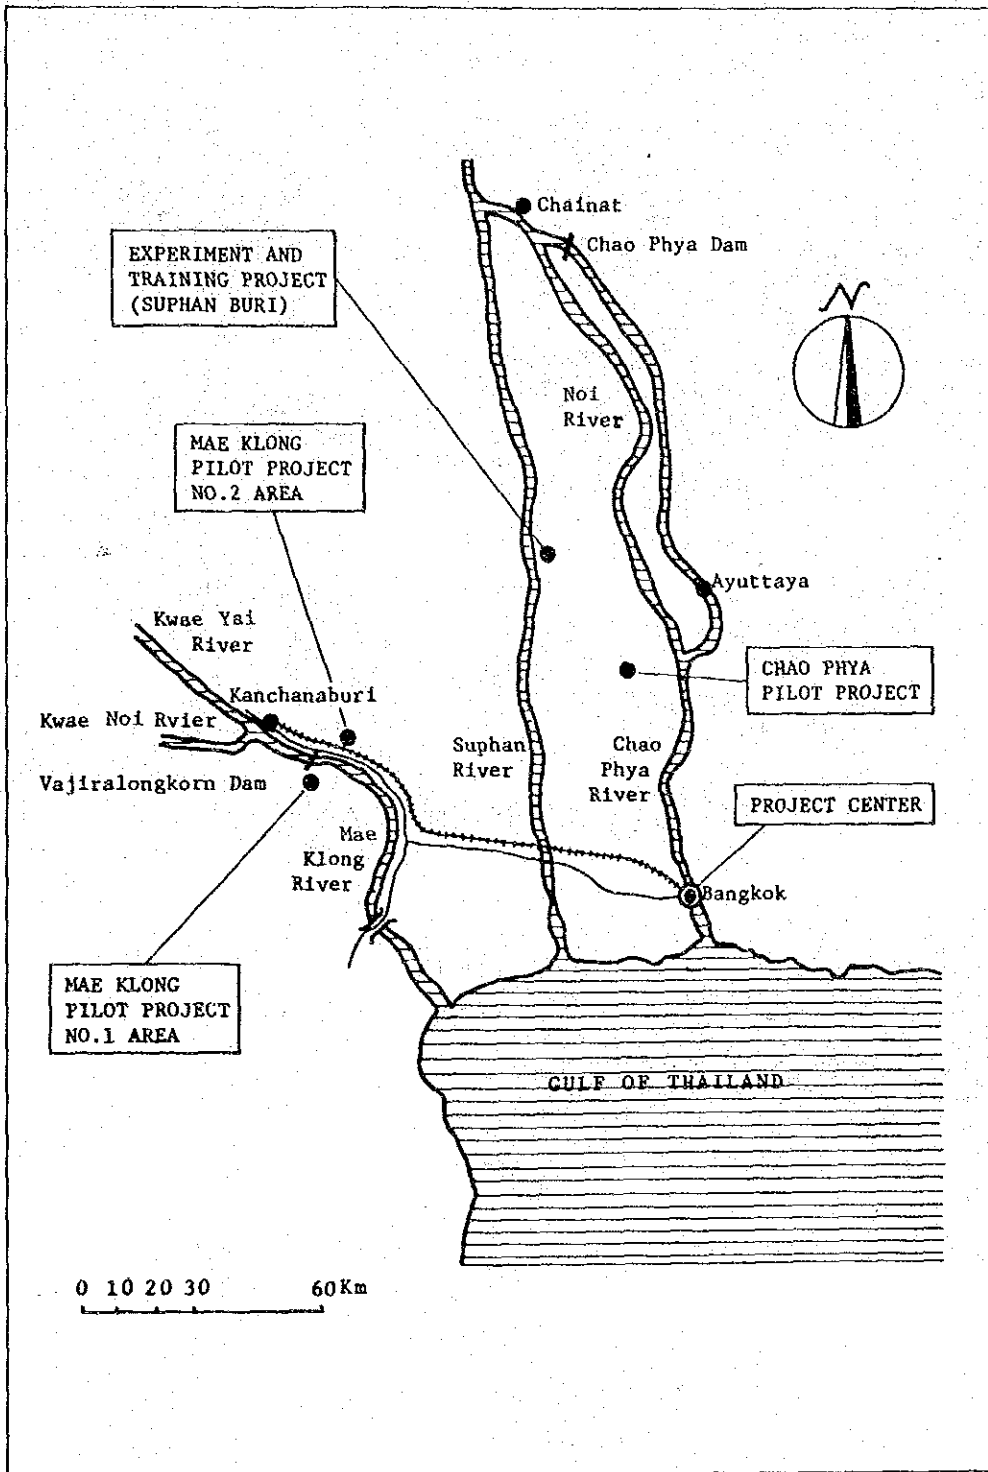 Chainat
Chao Phya Dam
EXPERIMENT AND
TRAINING PROJECT
(SUPHAN BURI)
N
Noi
River
MAE KLONG
PILOT PROJECT
NO.2 AREA
Ayuttaya
Kwae Yai
River
CHAO PHYA
PILOT PROJECT
Kanchanaburi
Kwae Noi Rvier
Suphan
River
Chao
Phya
River
Vajiralongkorn Dam
PROJECT CENTER
Mae
Klong
River
Bangkok
MAE KLONG
PILOT PROJECT
NO.1 AREA
GULF OF THAILAND
0 10 20 30 60 Km